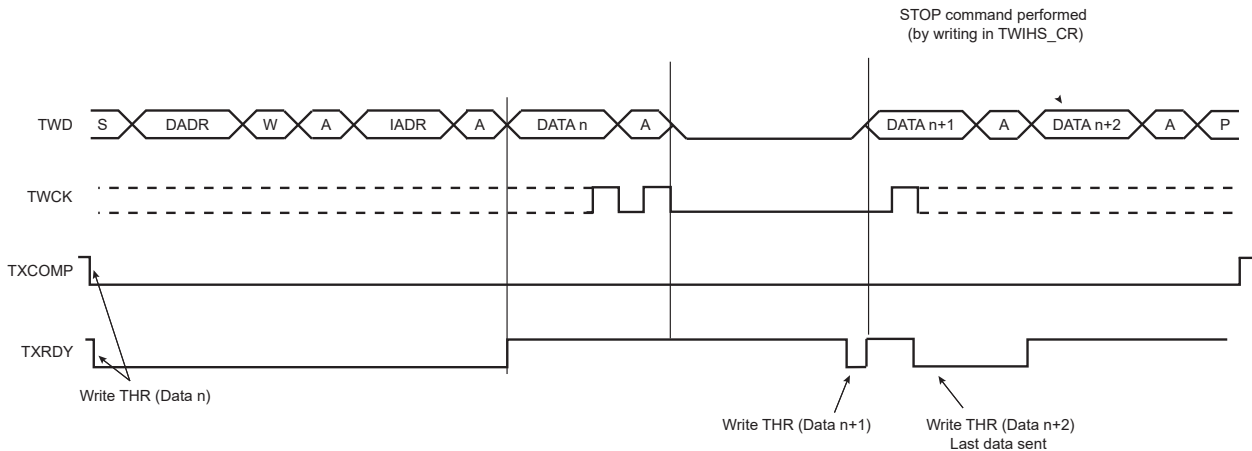 STOP command performed
(by writing in TWIHS_CR)
TWD S DADR W A IADR A DATA n A DATA n+1 A DATA n+2 A P
TWCK
TXCOMP
TXRDY
Write THR (Data n)
Write THR (Data n+1)
Write THR (Data n+2)
Last data sent